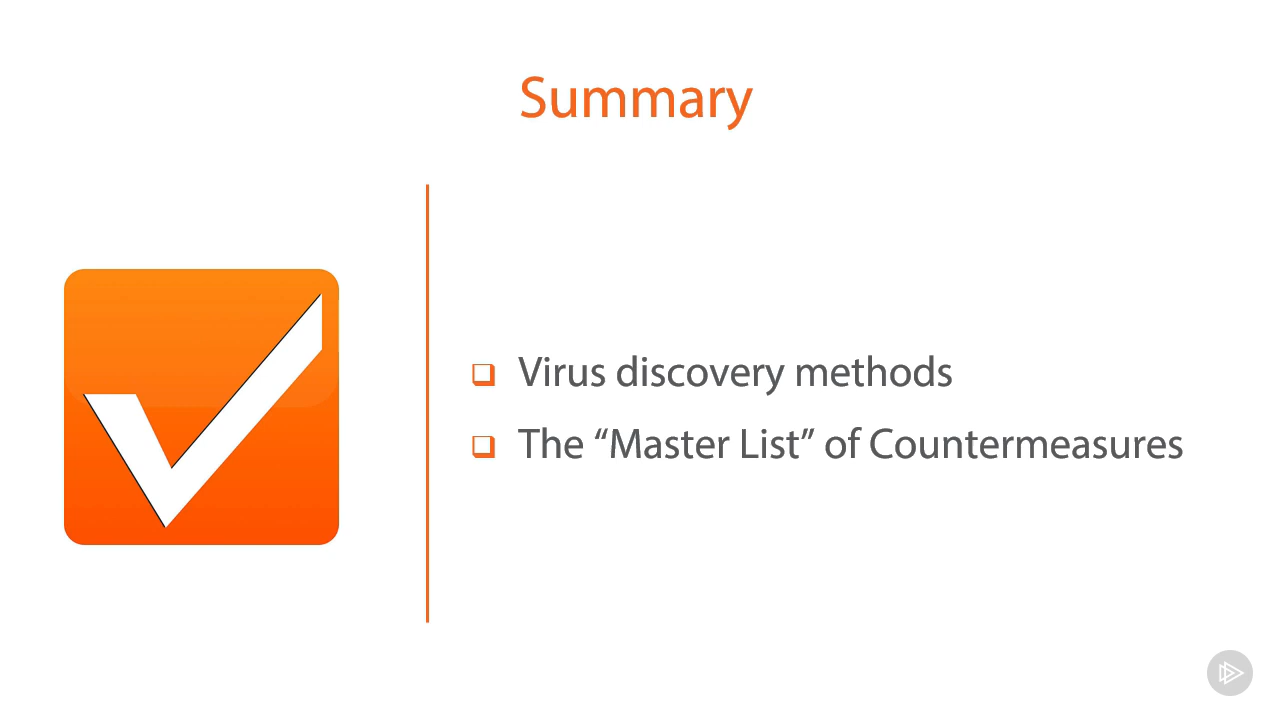 Summary
Virus discovery methods
The “Master List” of Countermeasures